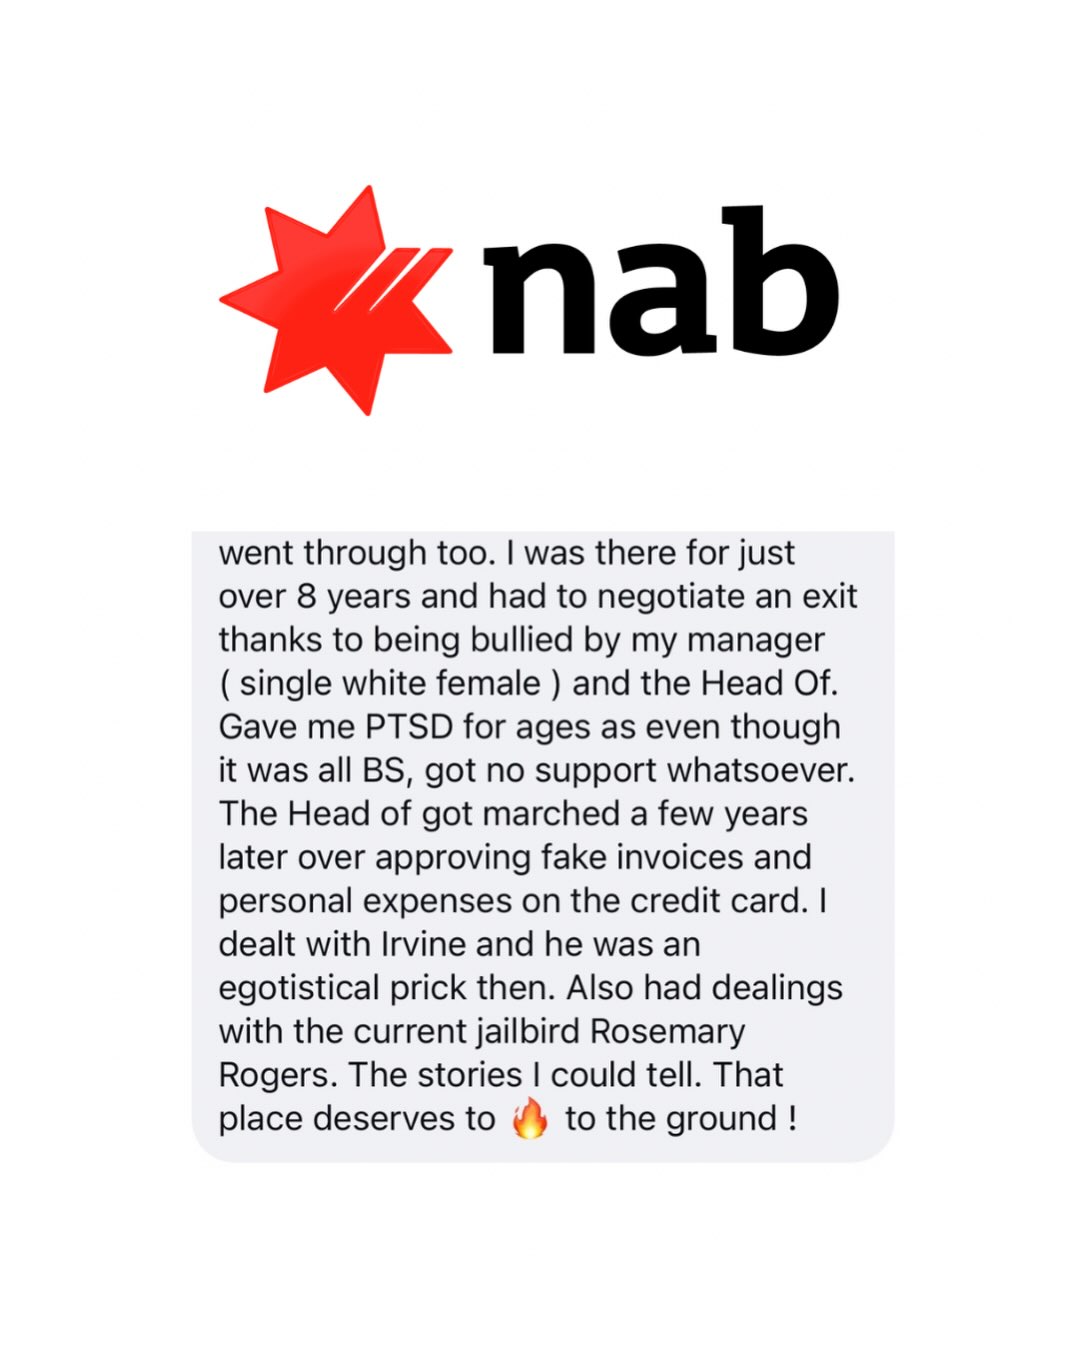 nab
went through too. I was there for just
over 8 years and had to negotiate an exit
thanks to being bullied by my manager
( single white female ) and the Head Of.
Gave me PTSD for ages as even though
it was all BS, got no support whatsoever.
The Head of got marched a few years
later over approving fake invoices and
personal expenses on the credit card. I
dealt with Irvine and he was an
egotistical prick then. Also had dealings
with the current jailbird Rosemary
Rogers. The stories I could tell. That
place deserves to 🔥 to the ground !